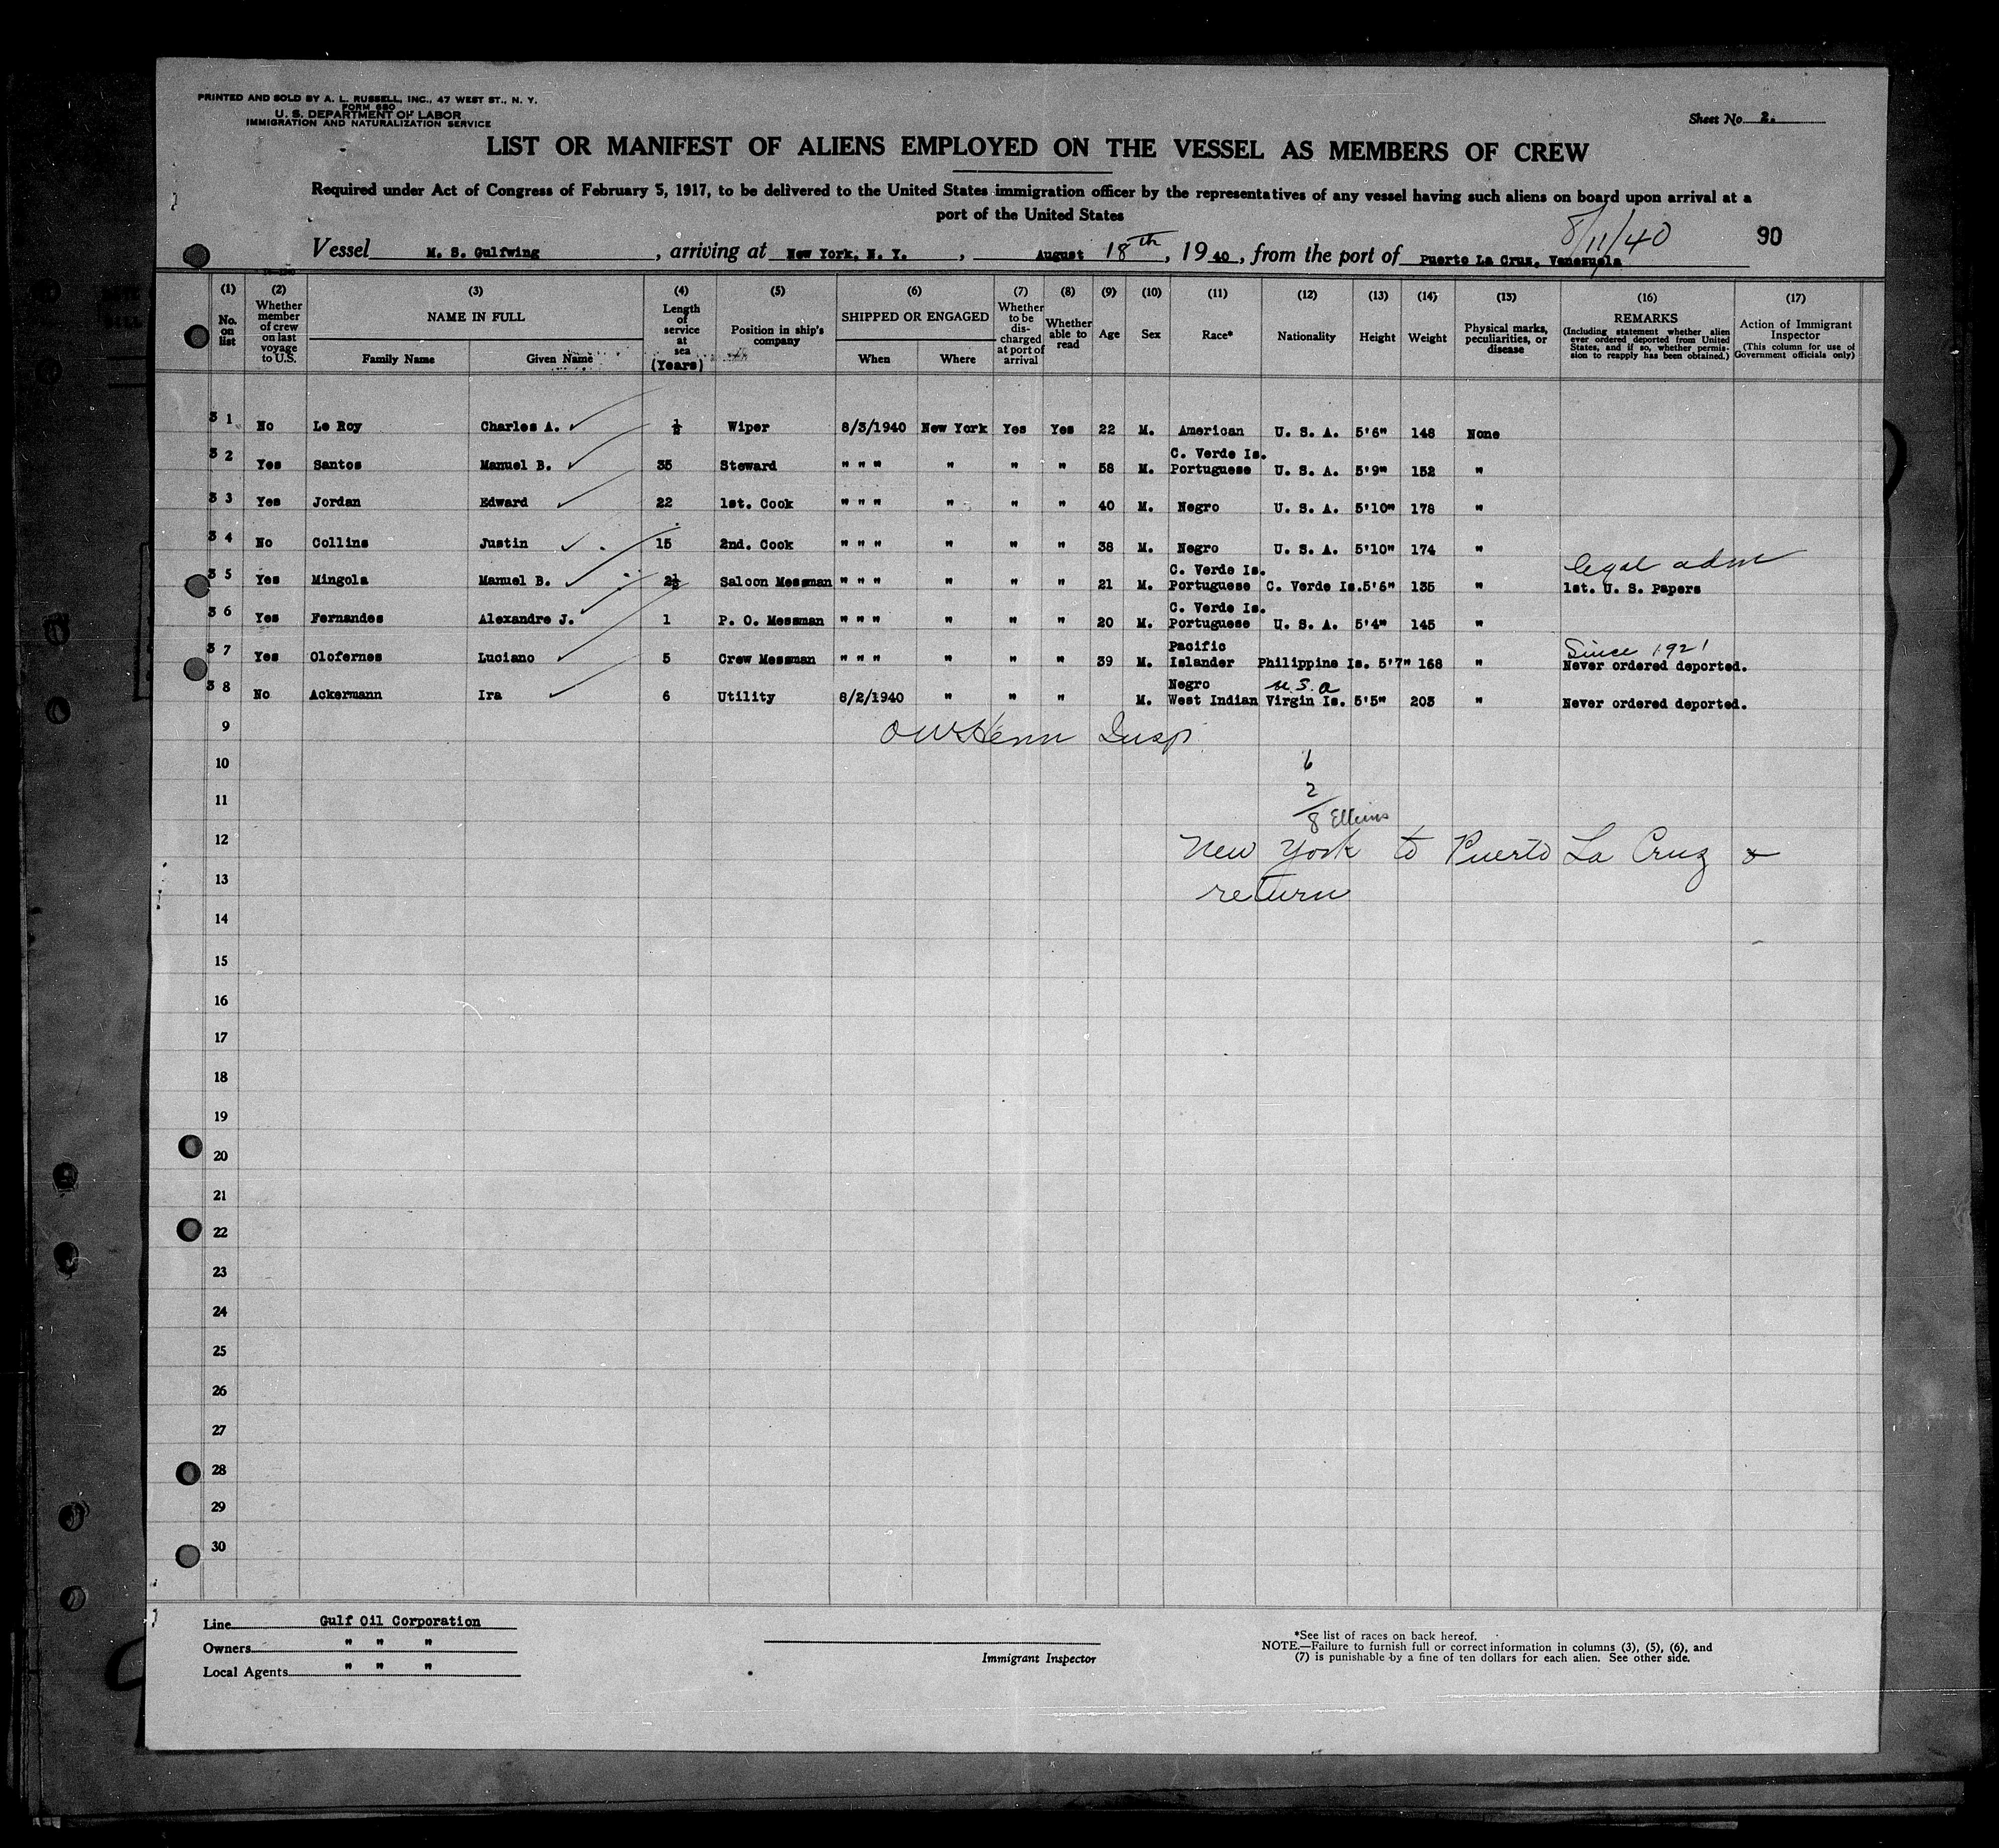 PRINTED AND SOLD BY A. L. RUSSELL, INC., 47 WEST ST., N. Y.
FORM 680
U. S. DEPARTMENT OF LABOR
IMMIGRATION AND NATURALIZATION SERVICE
Sheet No. 2.
LIST OR MANIFEST OF ALIENS EMPLOYED ON THE VESSEL AS MEMBERS OF CREW
Required under Act of Congress of February 5, 1917, to be delivered to the United States immigration officer by the representatives of any vessel having such aliens on board upon arrival at a
port of the United States
8/11/40 90
Vessel M. S. Gulfwing, arriving at New York, N. Y., August 18th, 1940, from the port of Puerto La Cruz, Venezuela
(1) No. on list (2) Whether member of crew on last voyage to U.S. (3) NAME IN FULL Family Name Given Name (4) Length of service at sea (Years) (5) Position in ship's company (6) SHIPPED OR ENGAGED When Where (7) Whether to be discharged at port of arrival (8) Whether able to read (9) Age (10) Sex (11) Race* (12) Nationality (13) Height (14) Weight (15) Physical marks, peculiarities, or disease (16) REMARKS (Including statement whether alien ever ordered deported from United States, and if so, whether permission to reapply has been obtained.) (17) Action of Immigrant Inspector (This column for use of Government officials only)
31 No Le Roy Charles A. Wiper 8/3/1940 New York Yes Yes 22 M. American U. S. A. 5'6" 148 None
32 Yes Santos Manuel B. 35 Steward " " " " " " 58 M. C. Verde Is. Portuguese U. S. A. 5'9" 152 "
33 Yes Jordan Edward 22 1st. Cook " " " " " " 40 M. Negro U. S. A. 5'10" 178 "
34 No Collins Justin 15 2nd. Cook " " " " " " 38 M. Negro U. S. A. 5'10" 174 "
35 Yes Mingola Manuel B. 2½ Saloon Messman " " " " " " 21 M. C. Verde Is. Portuguese C. Verde Is. 5'6" 135 " legal adm 1st. U. S. Papers
36 Yes Fernandes Alexandre J. 1 P. O. Messman " " " " " " 20 M. C. Verde Is. Portuguese U. S. A. 5'4" 145 "
37 Yes Olofernes Luciano 5 Crew Messman " " " " " " 39 M. Pacific Islander Philippine Is. 5'7" 168 " Since 1921 Never ordered deported.
38 No Ackermann Ira 6 Utility 8/2/1940 " " " M. Negro West Indian U.S.A Virgin Is. 5'5" 203 " Never ordered deported.
9 Insp
10 6
11 2
8 Elkins
12 New York to Puerto La Cruz &
13 return
14
15
16
17
18
19
20
21
22
23
24
25
26
27
28
29
30
Line Gulf Oil Corporation
Owners " " "
Local Agents " " "
Immigrant Inspector
*See list of races on back hereof.
NOTE.—Failure to furnish full or correct information in columns (3), (5), (6), and
(7) is punishable by a fine of ten dollars for each alien. See other side.